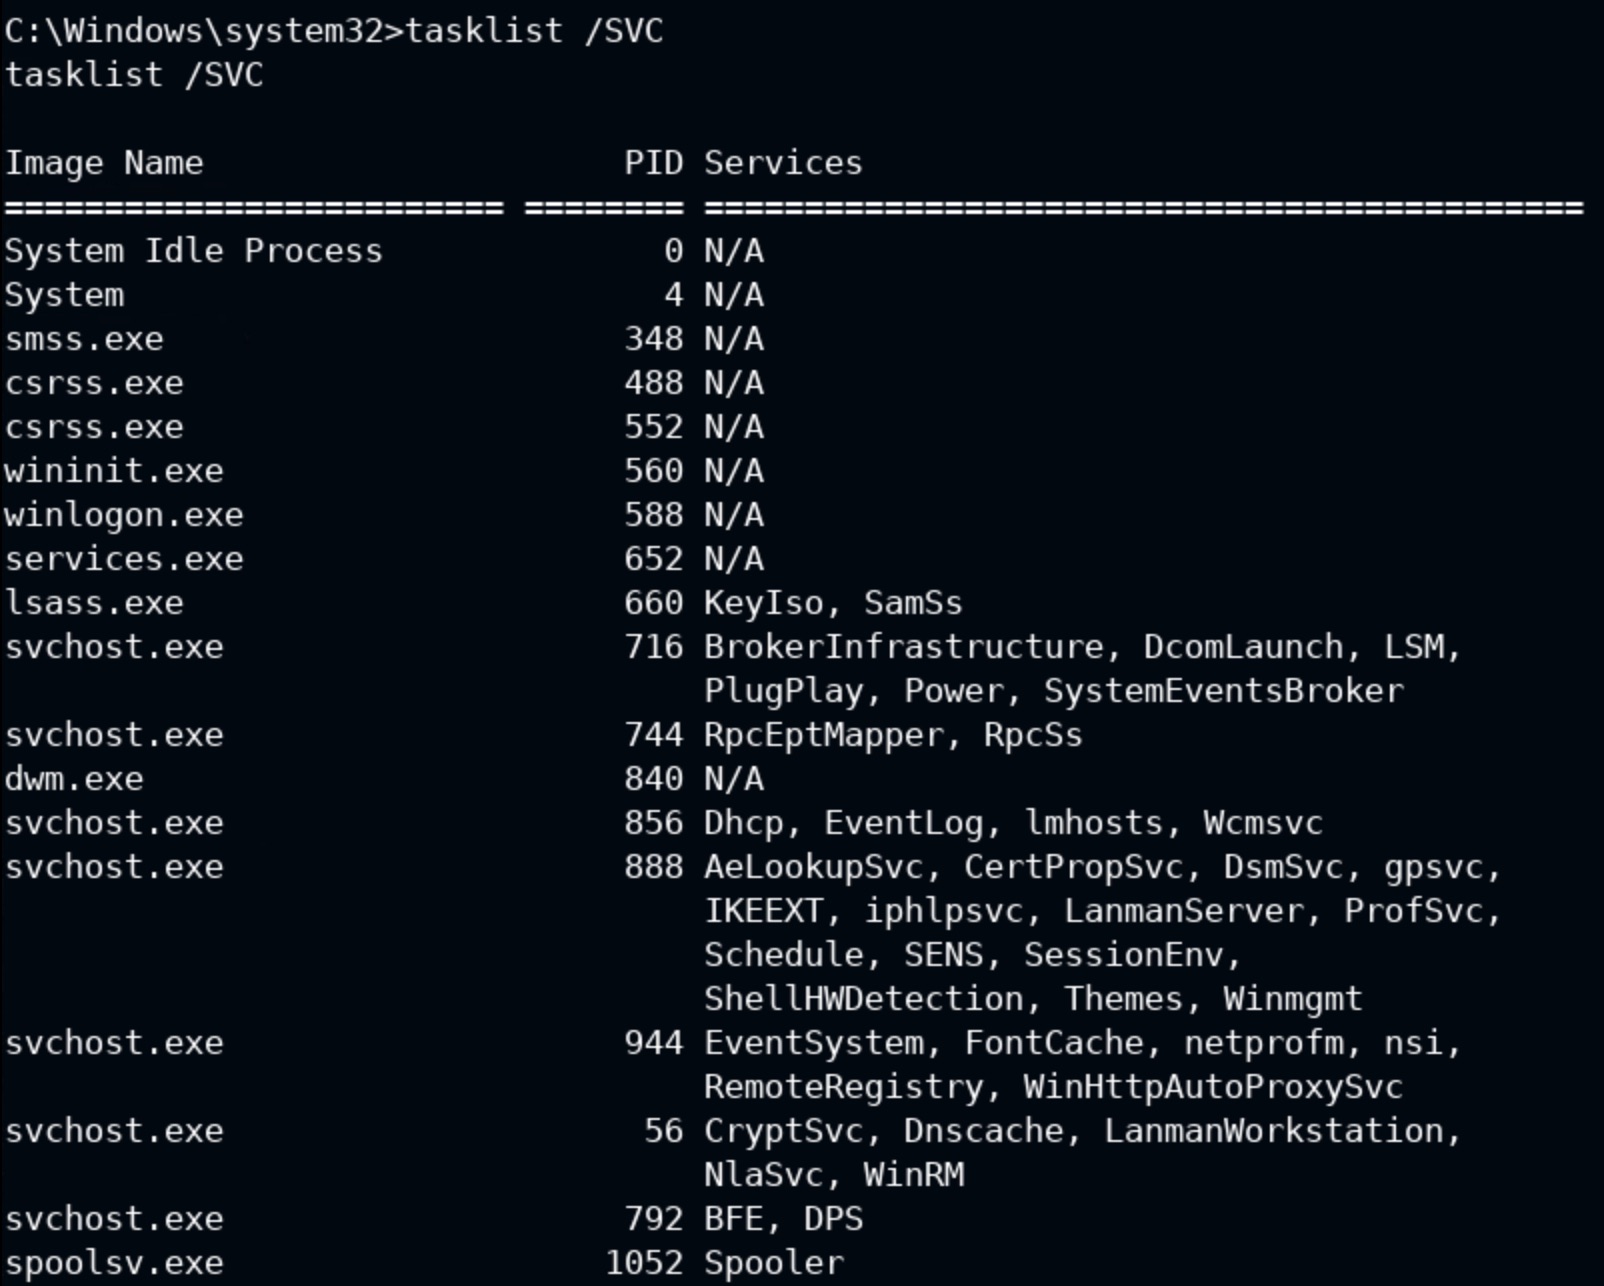 C:\Windows\system32>tasklist /SVC
tasklist /SVC

Image Name                     PID Services
========================= ======== ============================================
System Idle Process              0 N/A
System                           4 N/A
smss.exe                       348 N/A
csrss.exe                      488 N/A
csrss.exe                      552 N/A
wininit.exe                    560 N/A
winlogon.exe                   588 N/A
services.exe                   652 N/A
lsass.exe                      660 KeyIso, SamSs
svchost.exe                    716 BrokerInfrastructure, DcomLaunch, LSM,
                                   PlugPlay, Power, SystemEventsBroker
svchost.exe                    744 RpcEptMapper, RpcSs
dwm.exe                        840 N/A
svchost.exe                    856 Dhcp, EventLog, lmhosts, Wcmsvc
svchost.exe                    888 AeLookupSvc, CertPropSvc, DsmSvc, gpsvc,
                                   IKEEXT, iphlpsvc, LanmanServer, ProfSvc,
                                   Schedule, SENS, SessionEnv,
                                   ShellHWDetection, Themes, Winmgmt
svchost.exe                    944 EventSystem, FontCache, netprofm, nsi,
                                   RemoteRegistry, WinHttpAutoProxySvc
svchost.exe                     56 CryptSvc, Dnscache, LanmanWorkstation,
                                   NlaSvc, WinRM
svchost.exe                    792 BFE, DPS
spoolsv.exe                   1052 Spooler